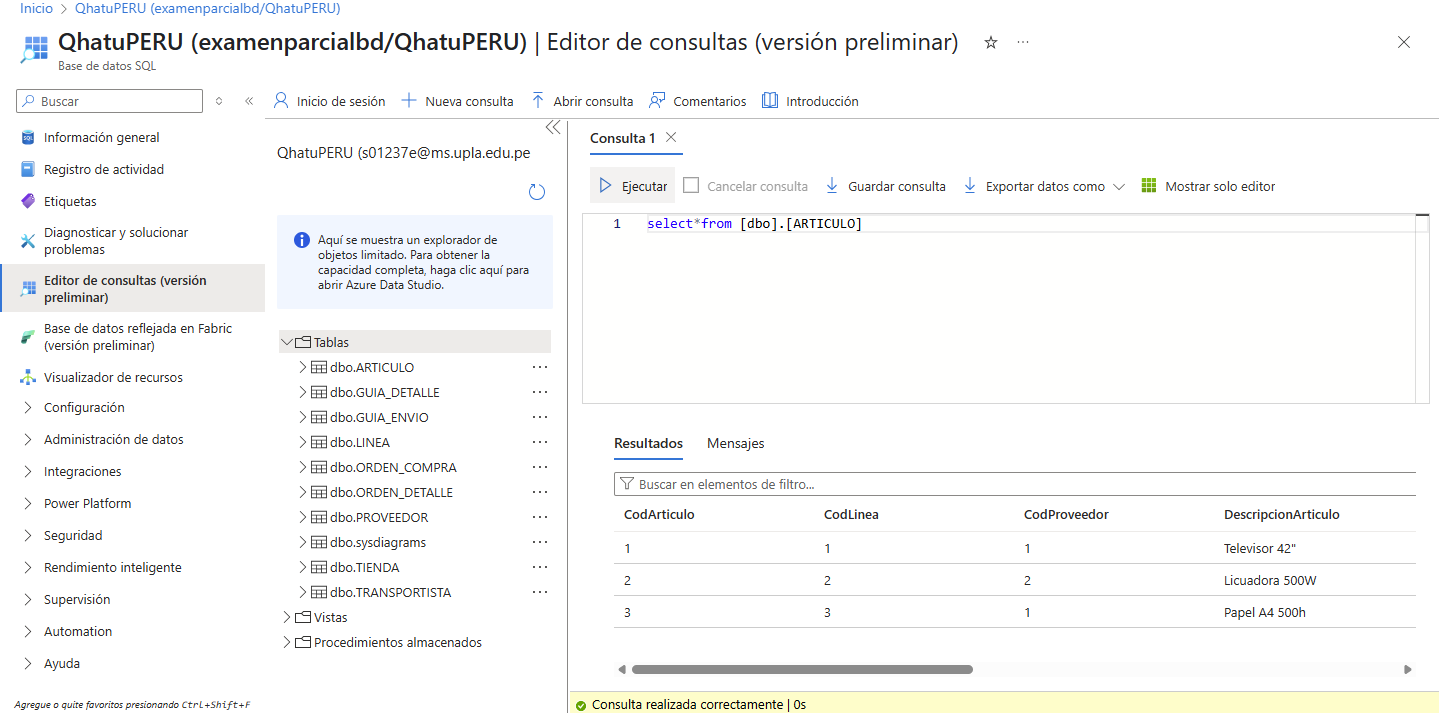 Inicio > QhatuPERU (examenparcialbd/QhatuPERU)
QhatuPERU (examenparcialbd/QhatuPERU) | Editor de consultas (versión preliminar)
Base de datos SQL
Buscar
Información general
Registro de actividad
Etiquetas
Diagnosticar y solucionar
problemas
Editor de consultas (versión
preliminar)
Base de datos reflejada en Fabric
(versión preliminar)
Visualizador de recursos
Configuración
Administración de datos
Integraciones
Power Platform
Seguridad
Rendimiento inteligente
Supervisión
Automation
Ayuda
Agregue o quite favoritos presionando Ctrl+Shift+F
Inicio de sesión
Nueva consulta
Abrir consulta
Comentarios
Introducción
QhatuPERU (s01237e@ms.upla.edu.pe
Aquí se muestra un explorador de
objetos limitado. Para obtener la
capacidad completa, haga clic aquí para
abrir Azure Data Studio.
Tablas
dbo.ARTICULO ...
dbo.GUIA_DETALLE ...
dbo.GUIA_ENVIO ...
dbo.LINEA ...
dbo.ORDEN_COMPRA ...
dbo.ORDEN_DETALLE ...
dbo.PROVEEDOR ...
dbo.sysdiagrams ...
dbo.TIENDA ...
dbo.TRANSPORTISTA ...
Vistas
Procedimientos almacenados
Consulta 1
Ejecutar
Cancelar consulta
Guardar consulta
Exportar datos como
Mostrar solo editor
1 select*from [dbo].[ARTICULO]
Resultados Mensajes
Buscar en elementos de filtro...
CodArticulo CodLinea CodProveedor DescripcionArticulo
1 1 1 Televisor 42"
2 2 2 Licuadora 500W
3 3 1 Papel A4 500h
Consulta realizada correctamente | 0s